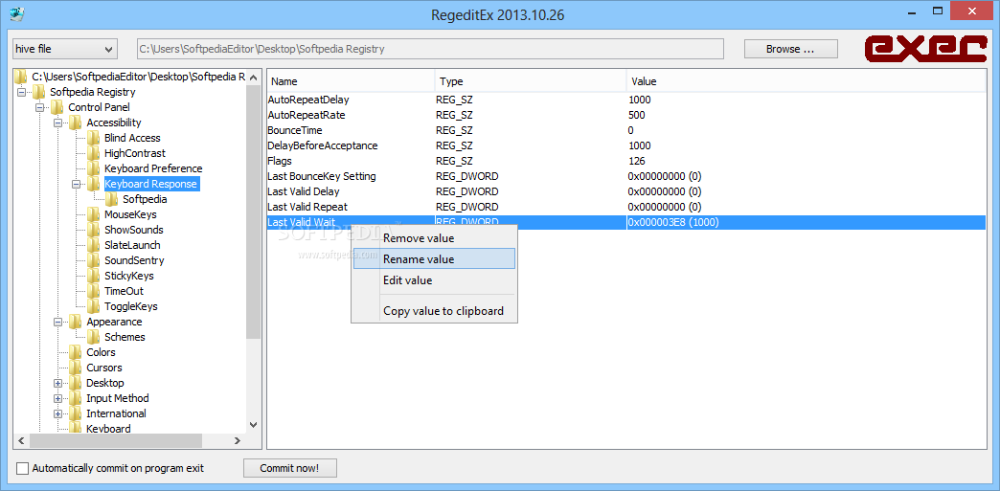 RegeditEx 2013.10.26
hive file
C:\Users\SoftpediaEditor\Desktop\Softpedia Registry
Browse ...
exec
C:\Users\SoftpediaEditor\Desktop\Softpedia R
Softpedia Registry
Control Panel
Accessibility
Blind Access
HighContrast
Keyboard Preference
Keyboard Response
Softpedia
MouseKeys
ShowSounds
SlateLaunch
SoundSentry
StickyKeys
TimeOut
ToggleKeys
Appearance
Schemes
Colors
Cursors
Desktop
Input Method
International
Keyboard
Name Type Value
AutoRepeatDelay REG_SZ 1000
AutoRepeatRate REG_SZ 500
BounceTime REG_SZ 0
DelayBeforeAcceptance REG_SZ 1000
Flags REG_SZ 126
Last BounceKey Setting REG_DWORD 0x00000000 (0)
Last Valid Delay REG_DWORD 0x00000000 (0)
Last Valid Repeat REG_DWORD 0x00000000 (0)
Last Valid Wait REG_DWORD 0x000003E8 (1000)
SOFTPEDIA
www.softpedia.com
Remove value
Rename value
Edit value
Copy value to clipboard
Automatically commit on program exit
Commit now!